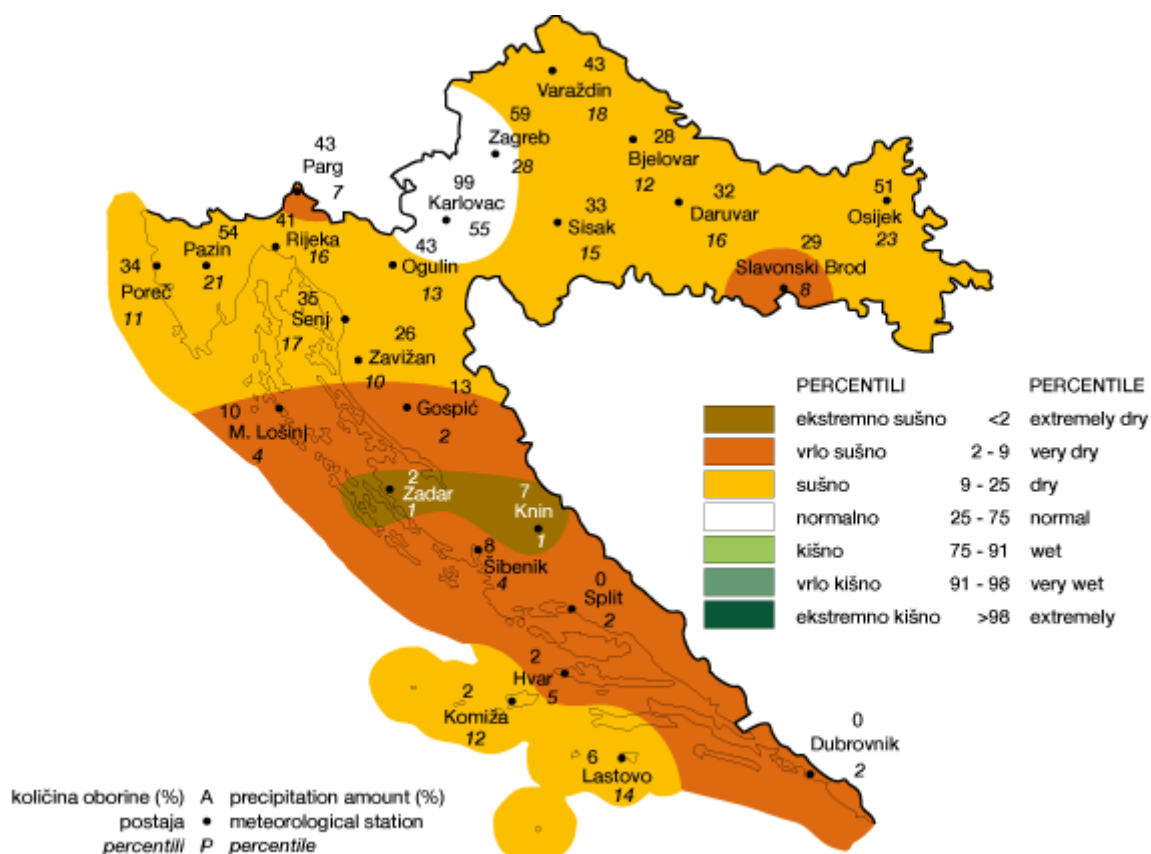 43
Varaždin
18
59
Zagreb
28
28
Bjelovar
12
43
Parg
7
99
Karlovac
55
32
Daruvar
16
51
Osijek
23
33
Sisak
15
54
Pazin
21
41
Rijeka
16
43
Ogulin
13
29
Slavonski Brod
8
34
Poreč
11
35
Senj
17
26
Zavižan
10
13
Gospić
2
10
M. Lošinj
4
2
Zadar
1
7
Knin
1
8
Šibenik
4
0
Split
2
2
Hvar
5
2
Komiža
12
6
Lastovo
14
0
Dubrovnik
2
PERCENTILI PERCENTILE
ekstremno sušno <2 extremely dry
vrlo sušno 2 - 9 very dry
sušno 9 - 25 dry
normalno 25 - 75 normal
kišno 75 - 91 wet
vrlo kišno 91 - 98 very wet
ekstremno kišno >98 extremely
količina oborine (%) A precipitation amount (%)
postaja • meteorological station
percentili P percentile